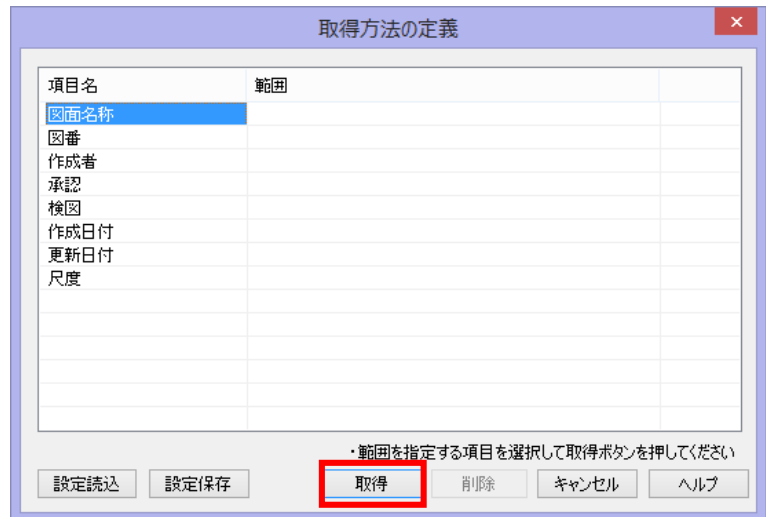 取得方法の定義
項目名 範囲
図面名称
図番
作成者
承認
検図
作成日付
更新日付
尺度
・範囲を指定する項目を選択して取得ボタンを押してください
設定読込 設定保存 取得 削除 キャンセル ヘルプ